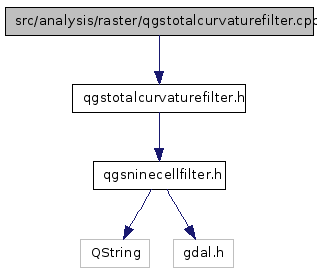 src/analysis/raster/qgstotalcurvaturefilter.cpp
qgstotalcurvaturefilter.h
qgsninecellfilter.h
QString
gdal.h